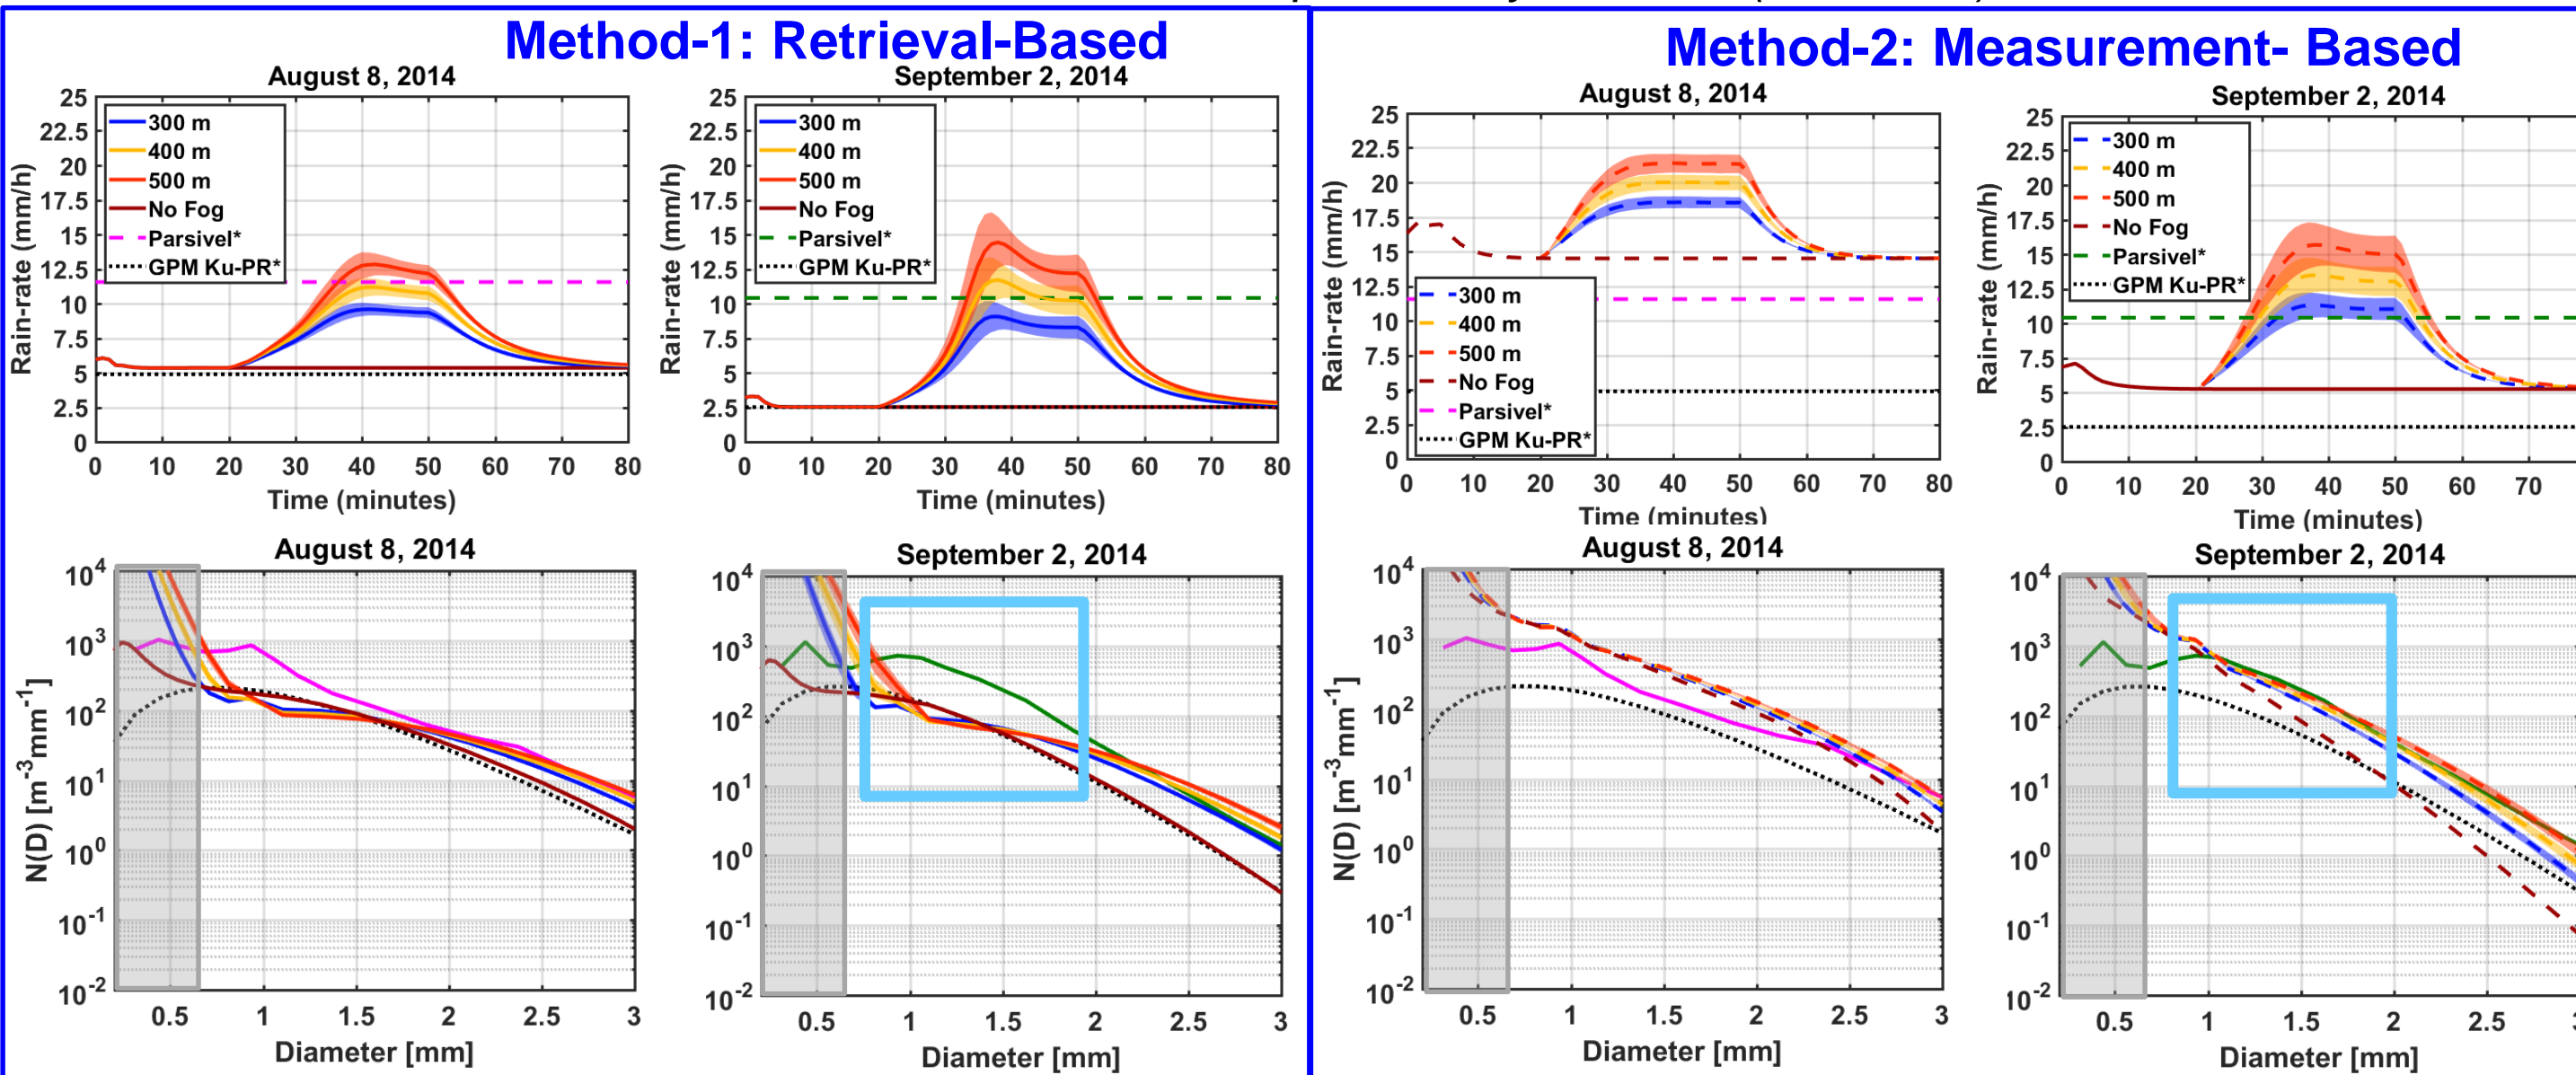 Method-1: Retrieval-Based
August 8, 2014
Rain-rate (mm/h)
25
22.5
20
17.5
15
12.5
10
7.5
5
2.5
0
300 m
400 m
500 m
No Fog
Parsivel*
GPM Ku-PR*
0 10 20 30 40 50 60 70 80
Time (minutes)
September 2, 2014
Rain-rate (mm/h)
25
22.5
20
17.5
15
12.5
10
7.5
5
2.5
0
300 m
400 m
500 m
No Fog
Parsivel*
GPM Ku-PR*
0 10 20 30 40 50 60 70 80
Time (minutes)
August 8, 2014
N(D) [m-3mm-1]
10^4
10^3
10^2
10^1
10^0
10^-1
10^-2
0.5 1 1.5 2 2.5 3
Diameter [mm]
September 2, 2014
10^4
10^3
10^2
10^1
10^0
10^-1
10^-2
0.5 1 1.5 2 2.5 3
Diameter [mm]
Method-2: Measurement- Based
August 8, 2014
Rain-rate (mm/h)
25
22.5
20
17.5
15
12.5
10
7.5
5
2.5
0
300 m
400 m
500 m
No Fog
Parsivel*
GPM Ku-PR*
0 10 20 30 40 50 60 70 80
Time (minutes)
September 2, 2014
Rain-rate (mm/h)
25
22.5
20
17.5
15
12.5
10
7.5
5
2.5
0
300 m
400 m
500 m
No Fog
Parsivel*
GPM Ku-PR*
0 10 20 30 40 50 60 70
Time (minutes)
August 8, 2014
N(D) [m-3mm-1]
10^4
10^3
10^2
10^1
10^0
10^-1
10^-2
0.5 1 1.5 2 2.5 3
Diameter [mm]
September 2, 2014
10^4
10^3
10^2
10^1
10^0
10^-1
10^-2
0.5 1 1.5 2 2.5
Diameter [mm]